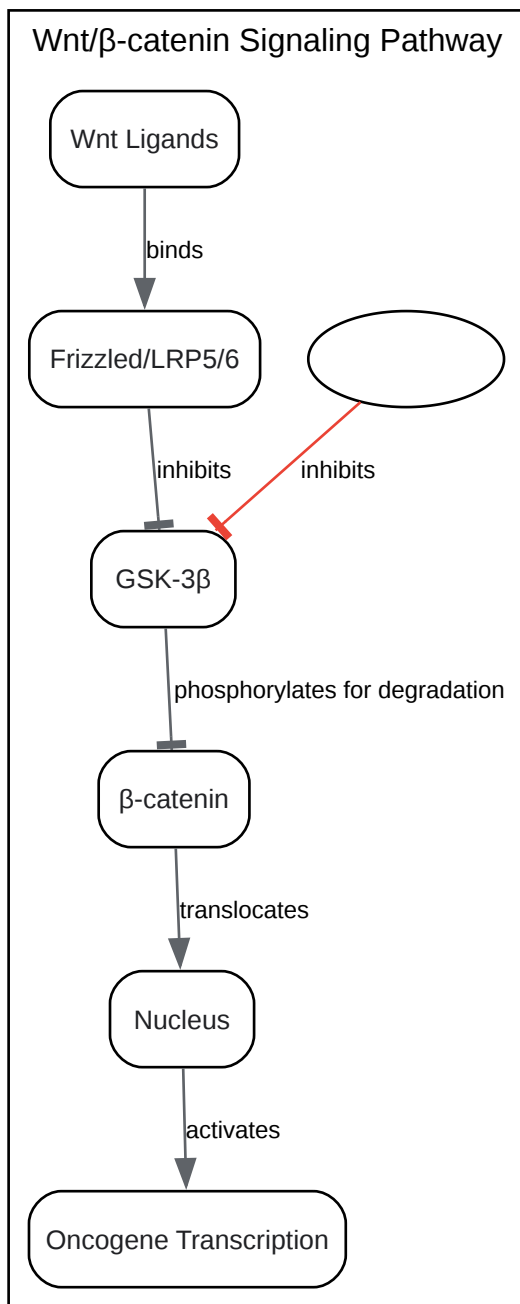 Wnt/β-catenin Signaling Pathway
Wnt Ligands
binds
Frizzled/LRP5/6
inhibits
inhibits
GSK-3β
phosphorylates for degradation
β-catenin
translocates
Nucleus
activates
Oncogene Transcription